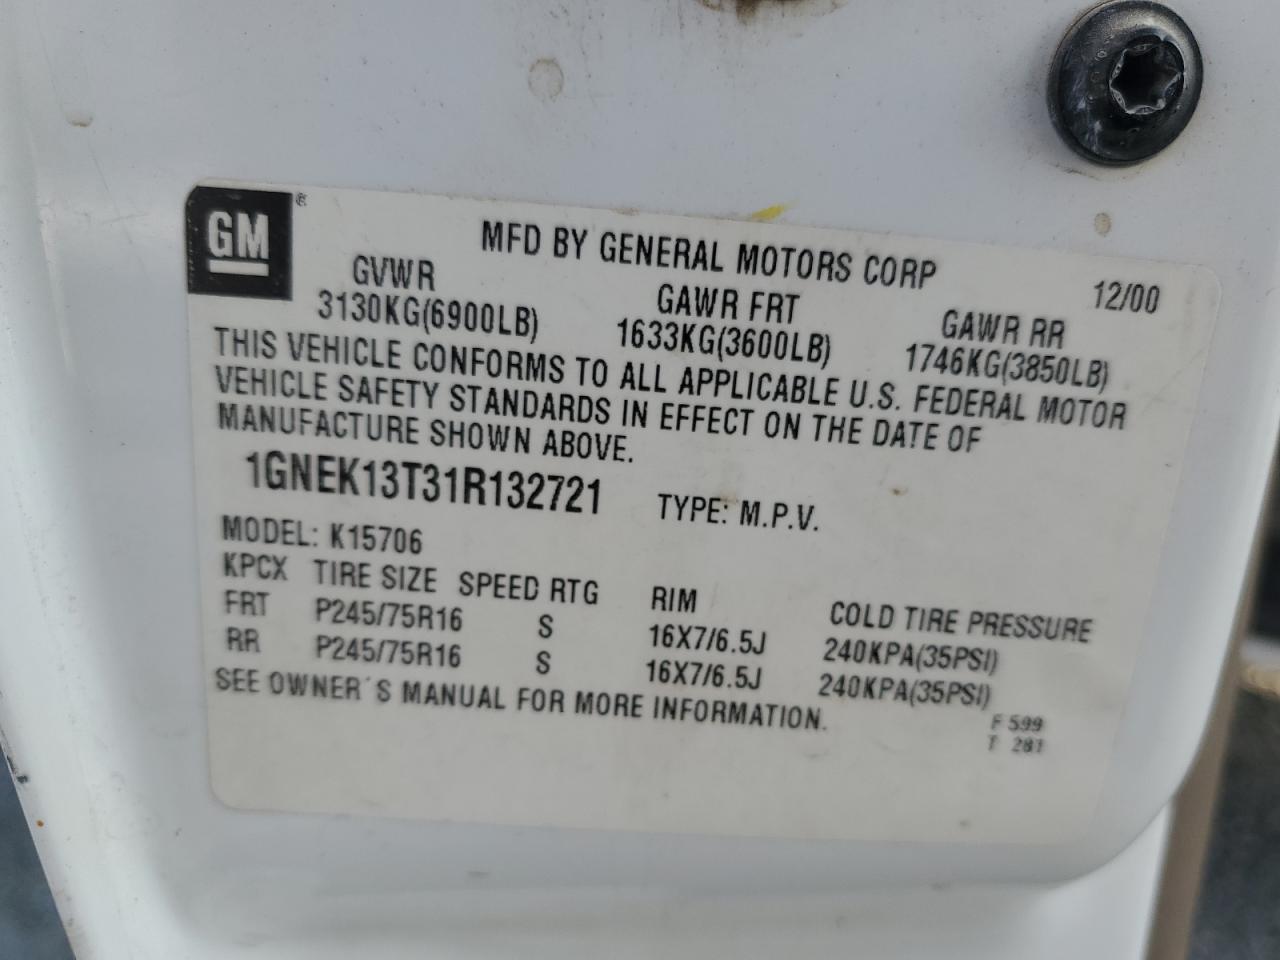 GM ®
MFD BY GENERAL MOTORS CORP
12/00
GVWR GAWR FRT GAWR RR
3130KG(6900LB) 1633KG(3600LB) 1746KG(3850LB)
THIS VEHICLE CONFORMS TO ALL APPLICABLE U.S. FEDERAL MOTOR
VEHICLE SAFETY STANDARDS IN EFFECT ON THE DATE OF
MANUFACTURE SHOWN ABOVE.
1GNEK13T31R132721 TYPE: M.P.V.
MODEL: K15706
KPCX TIRE SIZE SPEED RTG RIM COLD TIRE PRESSURE
FRT P245/75R16 S 16X7/6.5J 240KPA(35PSI)
RR P245/75R16 S 16X7/6.5J 240KPA(35PSI)
SEE OWNER´S MANUAL FOR MORE INFORMATION.
F 599
T 281